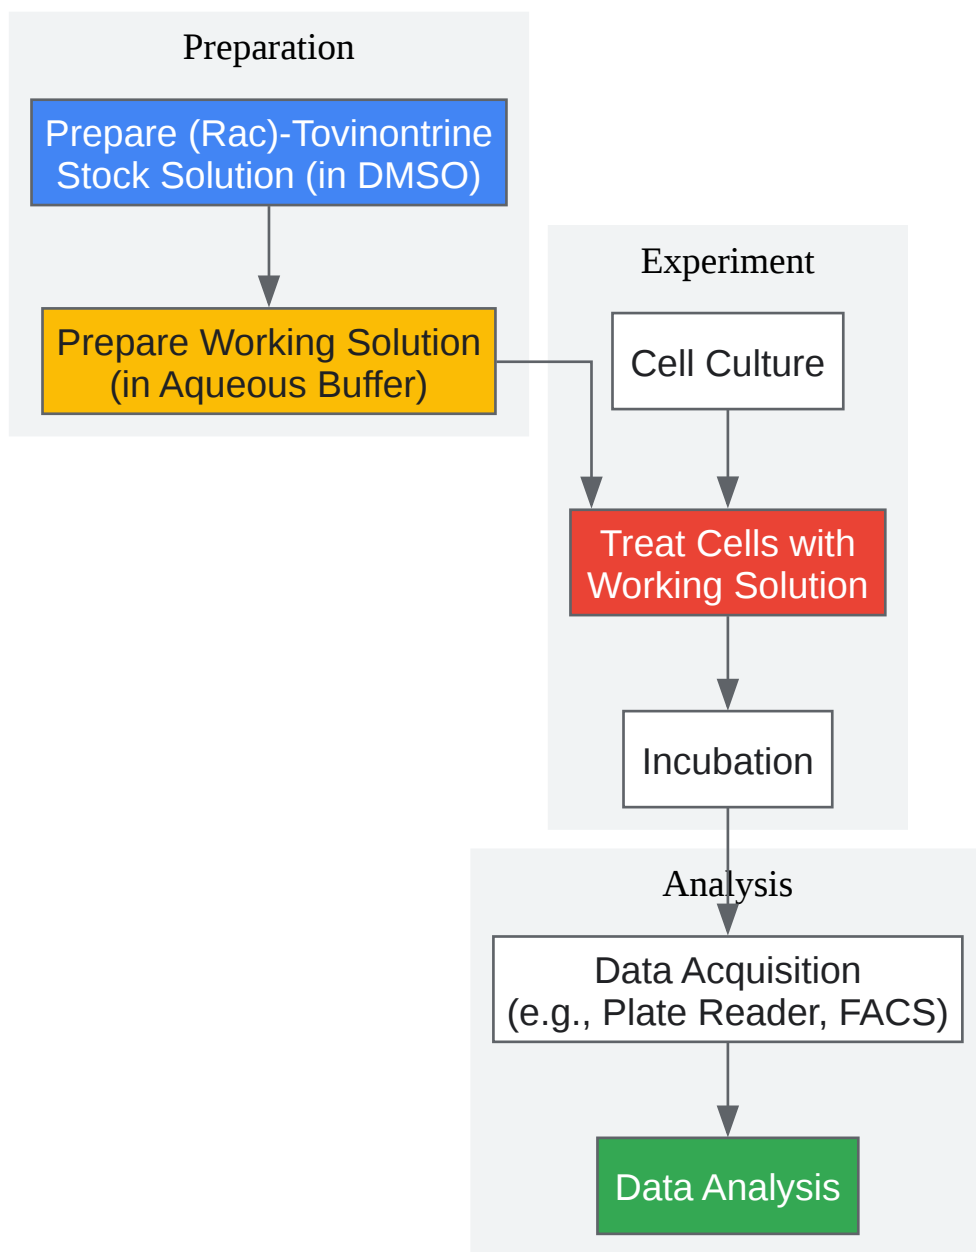 Preparation
Prepare (Rac)-Tovinontrine
Stock Solution (in DMSO)
Prepare Working Solution
(in Aqueous Buffer)
Experiment
Cell Culture
Treat Cells with
Working Solution
Incubation
Analysis
Data Acquisition
(e.g., Plate Reader, FACS)
Data Analysis